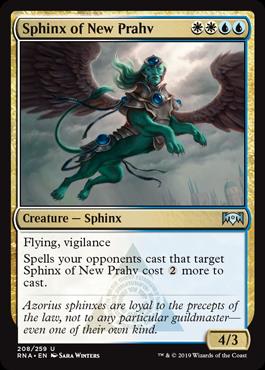 Sphinx of New Prahv
Creature — Sphinx
Flying, vigilance
Spells your opponents cast that target
Sphinx of New Prahv cost 2 more to
cast.
Azorius sphinxes are loyal to the precepts of the
law, not to any particular guildmaster—
even one of their own kind.
4/3
208/259 U
RNA • EN SARA WINTERS
™ & © 2019 Wizards of the Coast